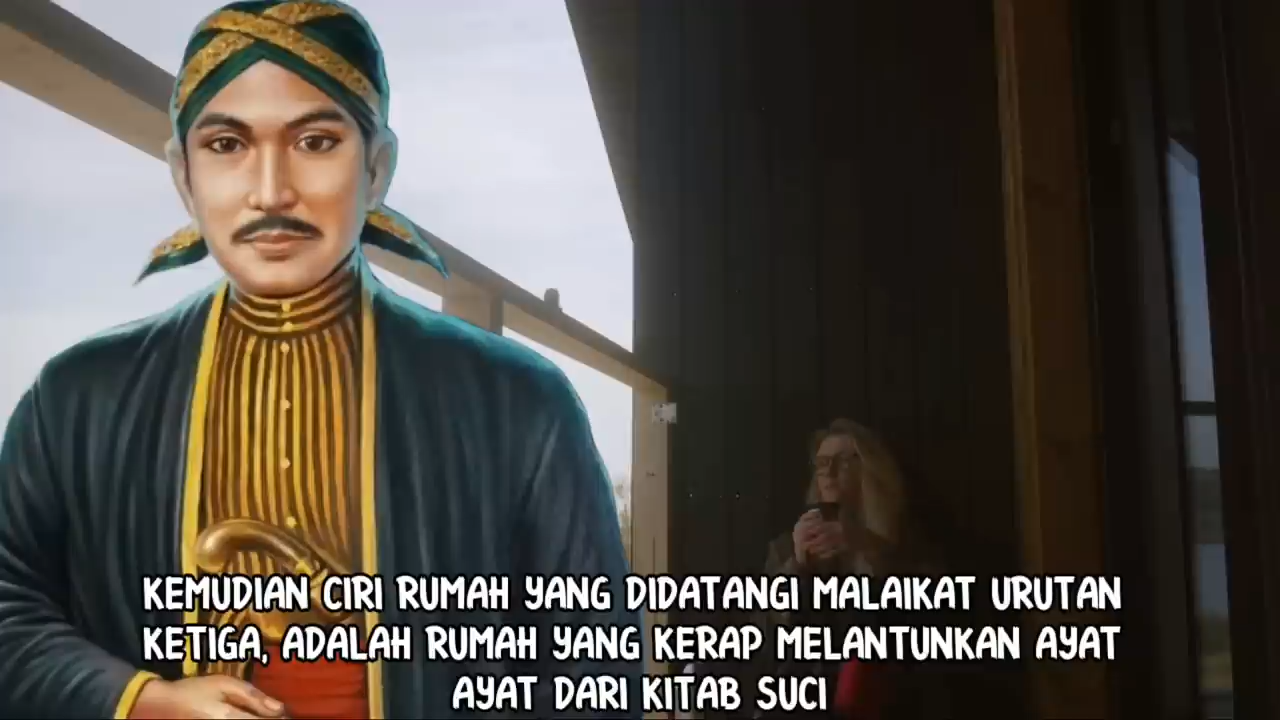 KEMUDIAN CIRI RUMAH YANG DIDATANGI MALAIKAT URUTAN
KETIGA, ADALAH RUMAH YANG KERAP MELANTUNKAN AYAT
AYAT DARI KITAB SUCI